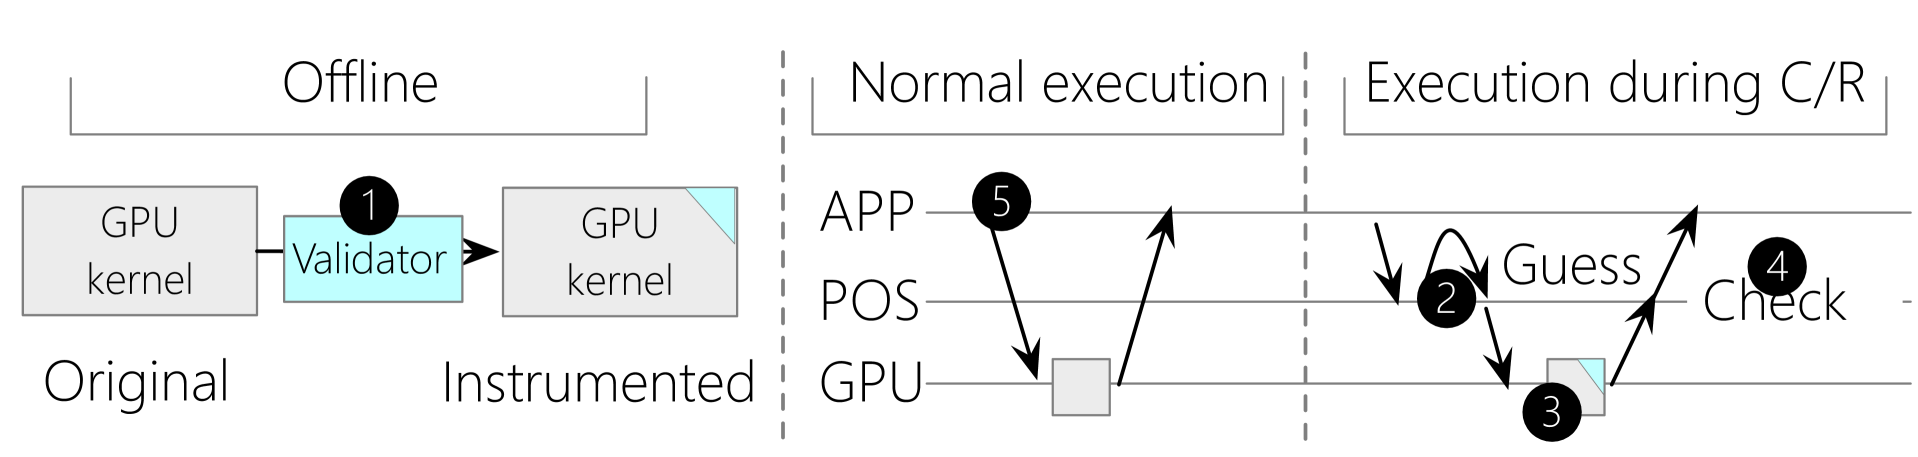 Offline
Normal execution
Execution during C/R
GPU
kernel
1
Validator
GPU
kernel
Original
Instrumented
APP
5
POS
GPU
2
Guess
4
Check
3